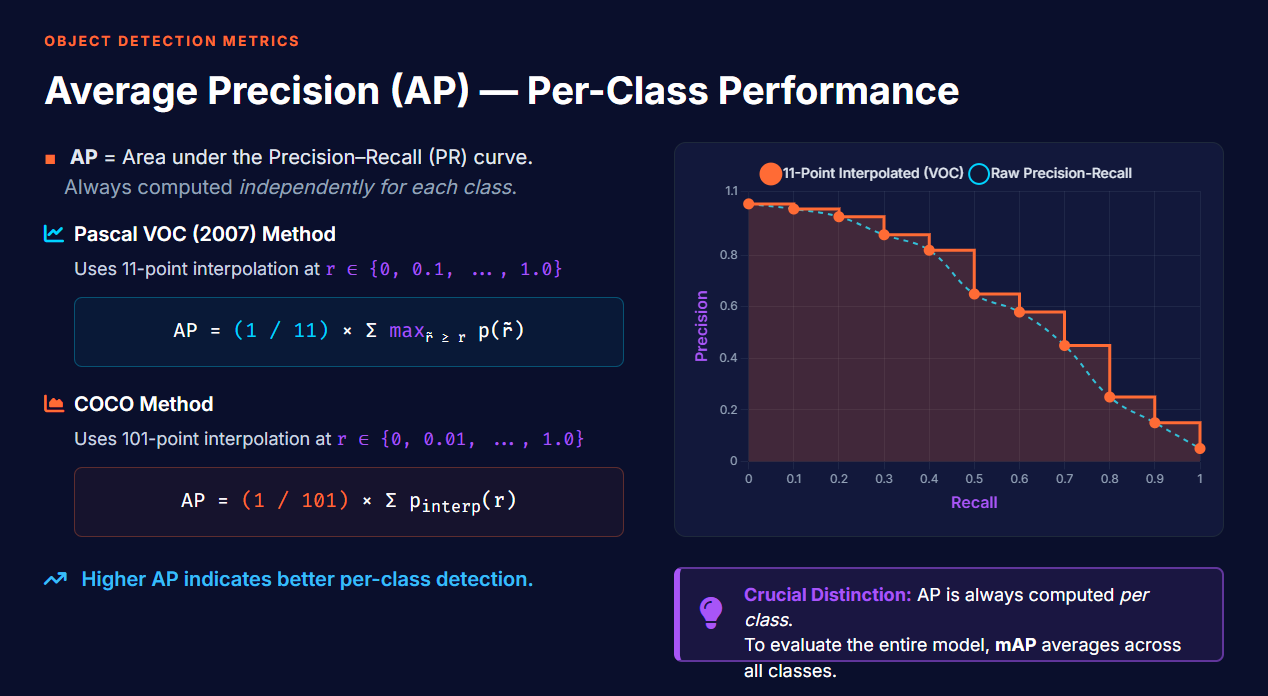 OBJECT DETECTION METRICS
Average Precision (AP) — Per-Class Performance
AP = Area under the Precision–Recall (PR) curve.
Always computed independently for each class.
Pascal VOC (2007) Method
Uses 11-point interpolation at r ∈ {0, 0.1, ..., 1.0}
AP = (1 / 11) × Σ max_r̃ ≥ r p(r̃)
COCO Method
Uses 101-point interpolation at r ∈ {0, 0.01, ..., 1.0}
AP = (1 / 101) × Σ p_interp(r)
Higher AP indicates better per-class detection.
11-Point Interpolated (VOC) Raw Precision-Recall
1.1
0.8
0.6
0.4
0.2
0
Precision
0 0.1 0.2 0.3 0.4 0.5 0.6 0.7 0.8 0.9 1
Recall
Crucial Distinction: AP is always computed per
class.
To evaluate the entire model, mAP averages across
all classes.